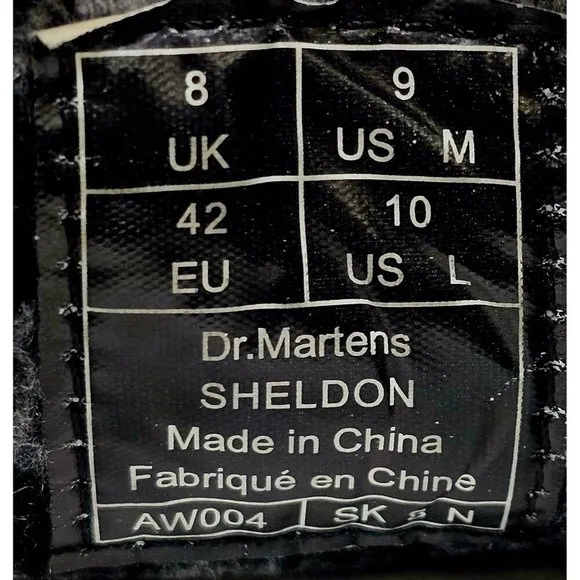 8 9
UK US M
42 10
EU US L
Dr.Martens
SHELDON
Made in China
Fabriqué en Chine
AW004 SK N